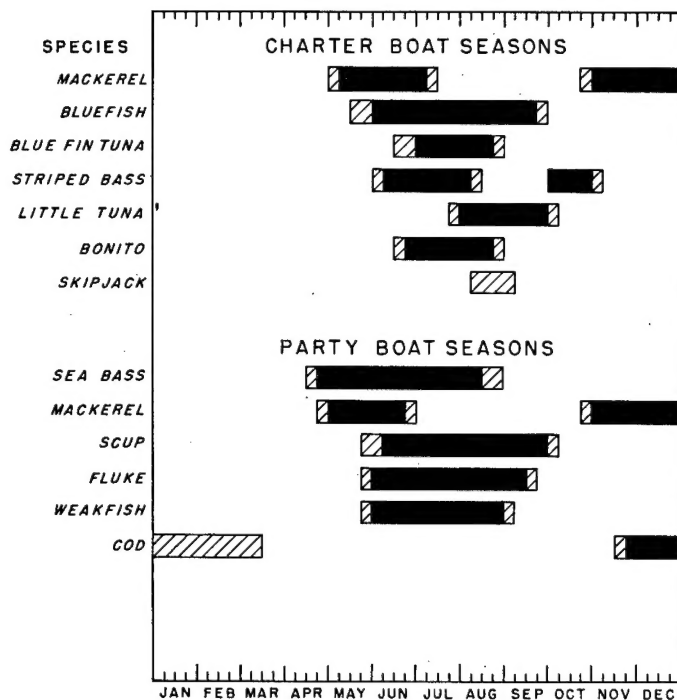 SPECIES CHARTER BOAT SEASONS
MACKEREL
BLUEFISH
BLUE FIN TUNA
STRIPED BASS
LITTLE TUNA
BONITO
SKIPJACK
PARTY BOAT SEASONS
SEA BASS
MACKEREL
SCUP
FLUKE
WEAKFISH
COD
JAN FEB MAR APR MAY JUN JUL AUG SEP OCT NOV DEC